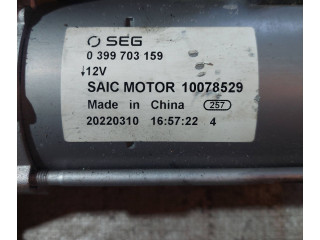 SEG
0 399 703 159
↓12V
SAIC MOTOR 10078529
Made in China 257
20220310 16:57:22 4